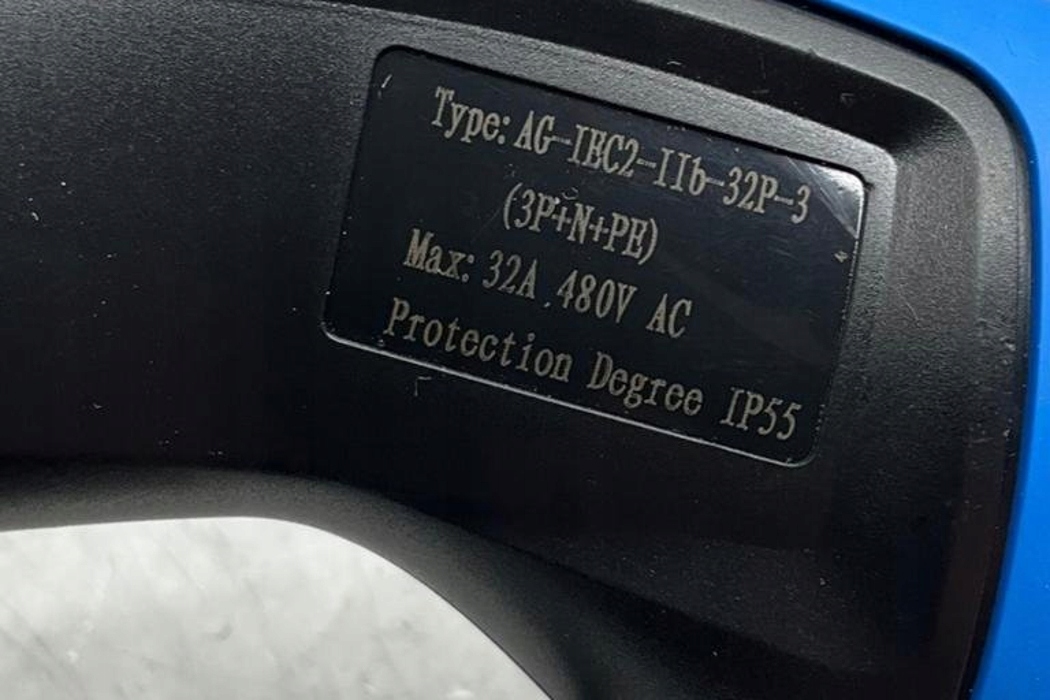 Type: AG-IEC2-IIb-32P-3
(3P+N+PE)
Max: 32A .480V AC
Protection Degree IP55